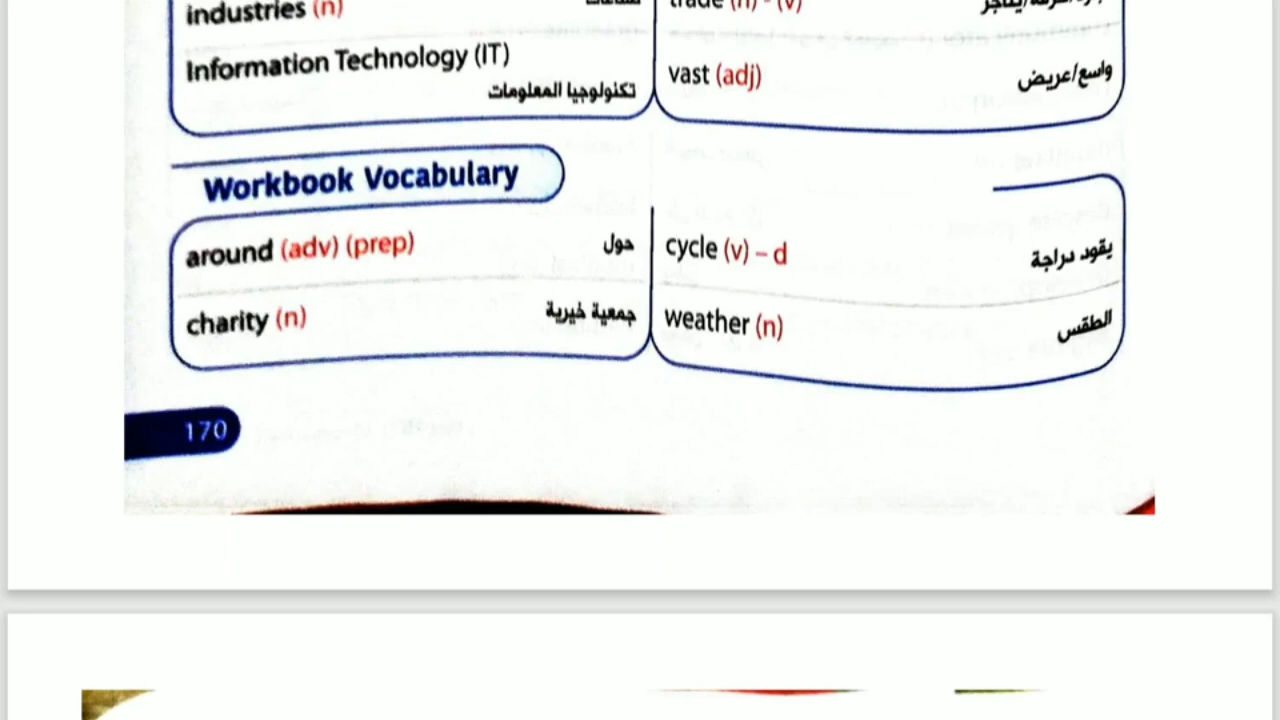 industries (n)
trade (n) - (v)
Information Technology (IT)
تكنولوجيا المعلومات
vast (adj) واسع/عريض
Workbook Vocabulary
around (adv) (prep) حول
cycle (v) – d يقود دراجة
charity (n) جمعية خيرية
weather (n) الطقس
170